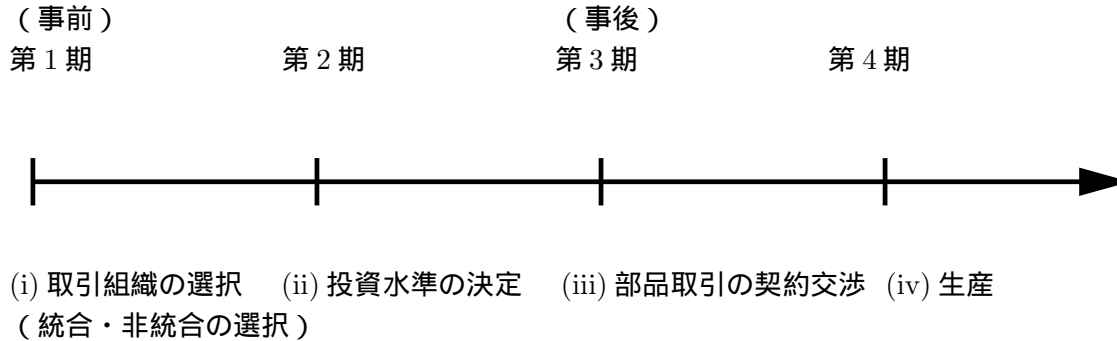 （事前） （事後）
第 1 期 第 2 期 第 3 期 第 4 期
(i) 取引組織の選択 (ii) 投資水準の決定 (iii) 部品取引の契約交渉 (iv) 生産
（統合・非統合の選択）